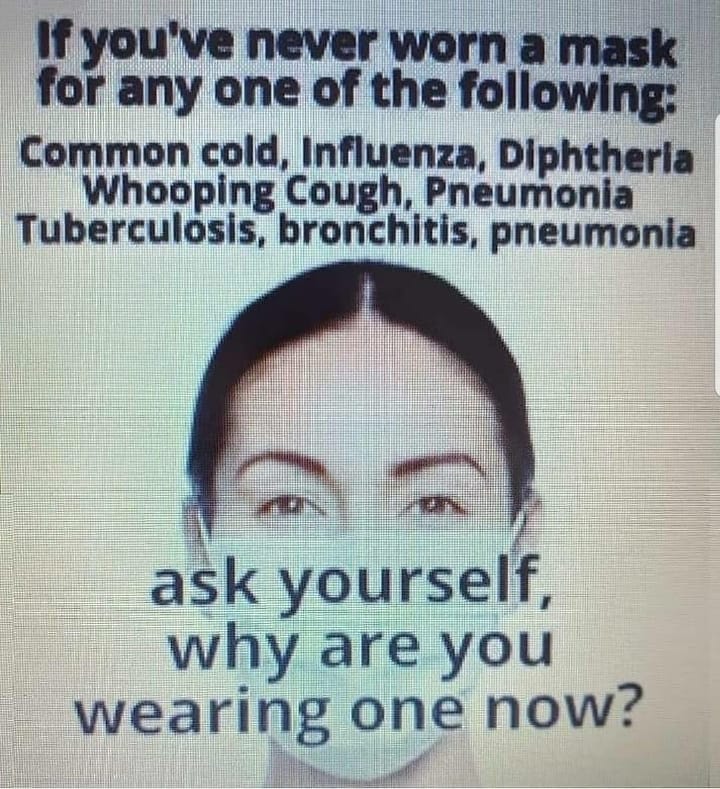 If you've never worn a mask
for any one of the following:
Common cold, Influenza, Diphtheria
Whooping Cough, Pneumonia
Tuberculosis, bronchitis, pneumonia
ask yourself,
why are you
wearing one now?